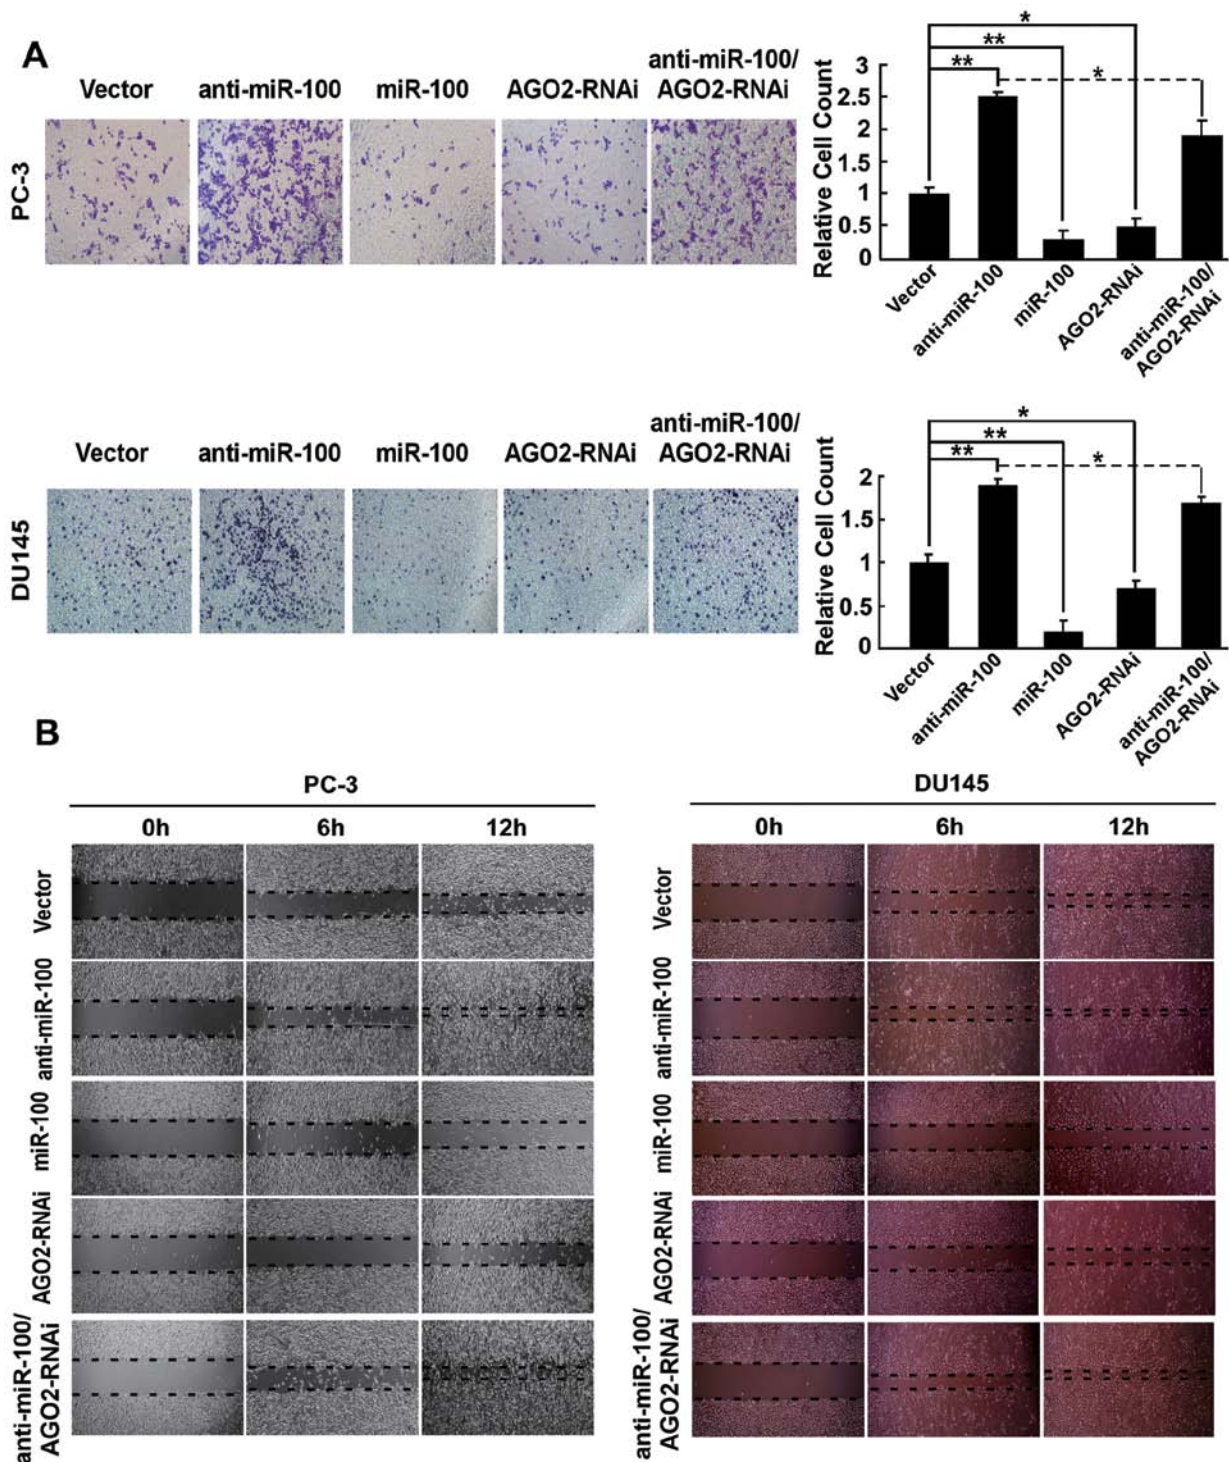 A
Vector
anti-miR-100
miR-100
AGO2-RNAi
anti-miR-100/
AGO2-RNAi
PC-3
*
**
**
*
Relative Cell Count
3
2.5
2
1.5
1
0.5
0
Vector
anti-miR-100
miR-100
AGO2-RNAi
anti-miR-100/
AGO2-RNAi
Vector
anti-miR-100
miR-100
AGO2-RNAi
anti-miR-100/
AGO2-RNAi
DU145
*
**
**
*
Relative Cell Count
2
1.5
1
0.5
0
Vector
anti-miR-100
miR-100
AGO2-RNAi
anti-miR-100/
AGO2-RNAi
B
PC-3
0h
6h
12h
Vector
anti-miR-100
miR-100
AGO2-RNAi
anti-miR-100/
AGO2-RNAi
DU145
0h
6h
12h
Vector
anti-miR-100
miR-100
AGO2-RNAi
anti-miR-100/
AGO2-RNAi